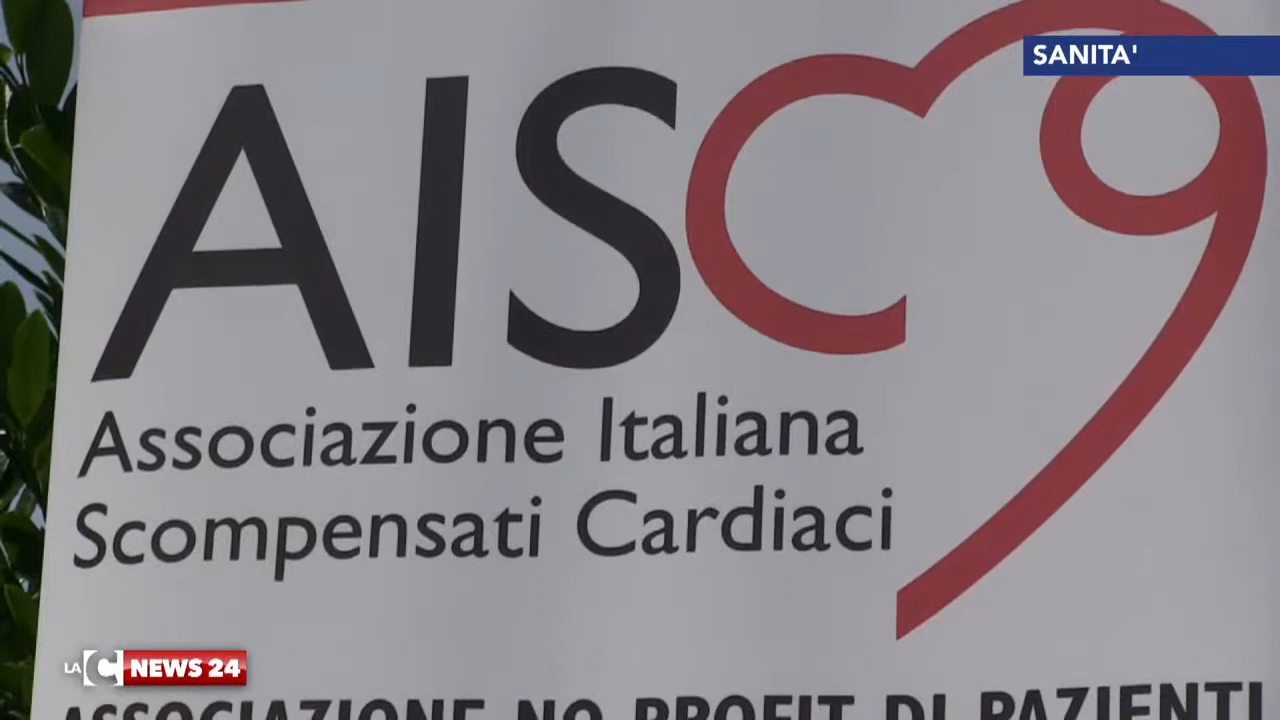 SANITA'
AISC
Associazione Italiana
Scompensati Cardiaci
LA C NEWS 24
ASSOCIAZIONE NO PROFIT DI PAZIENTI